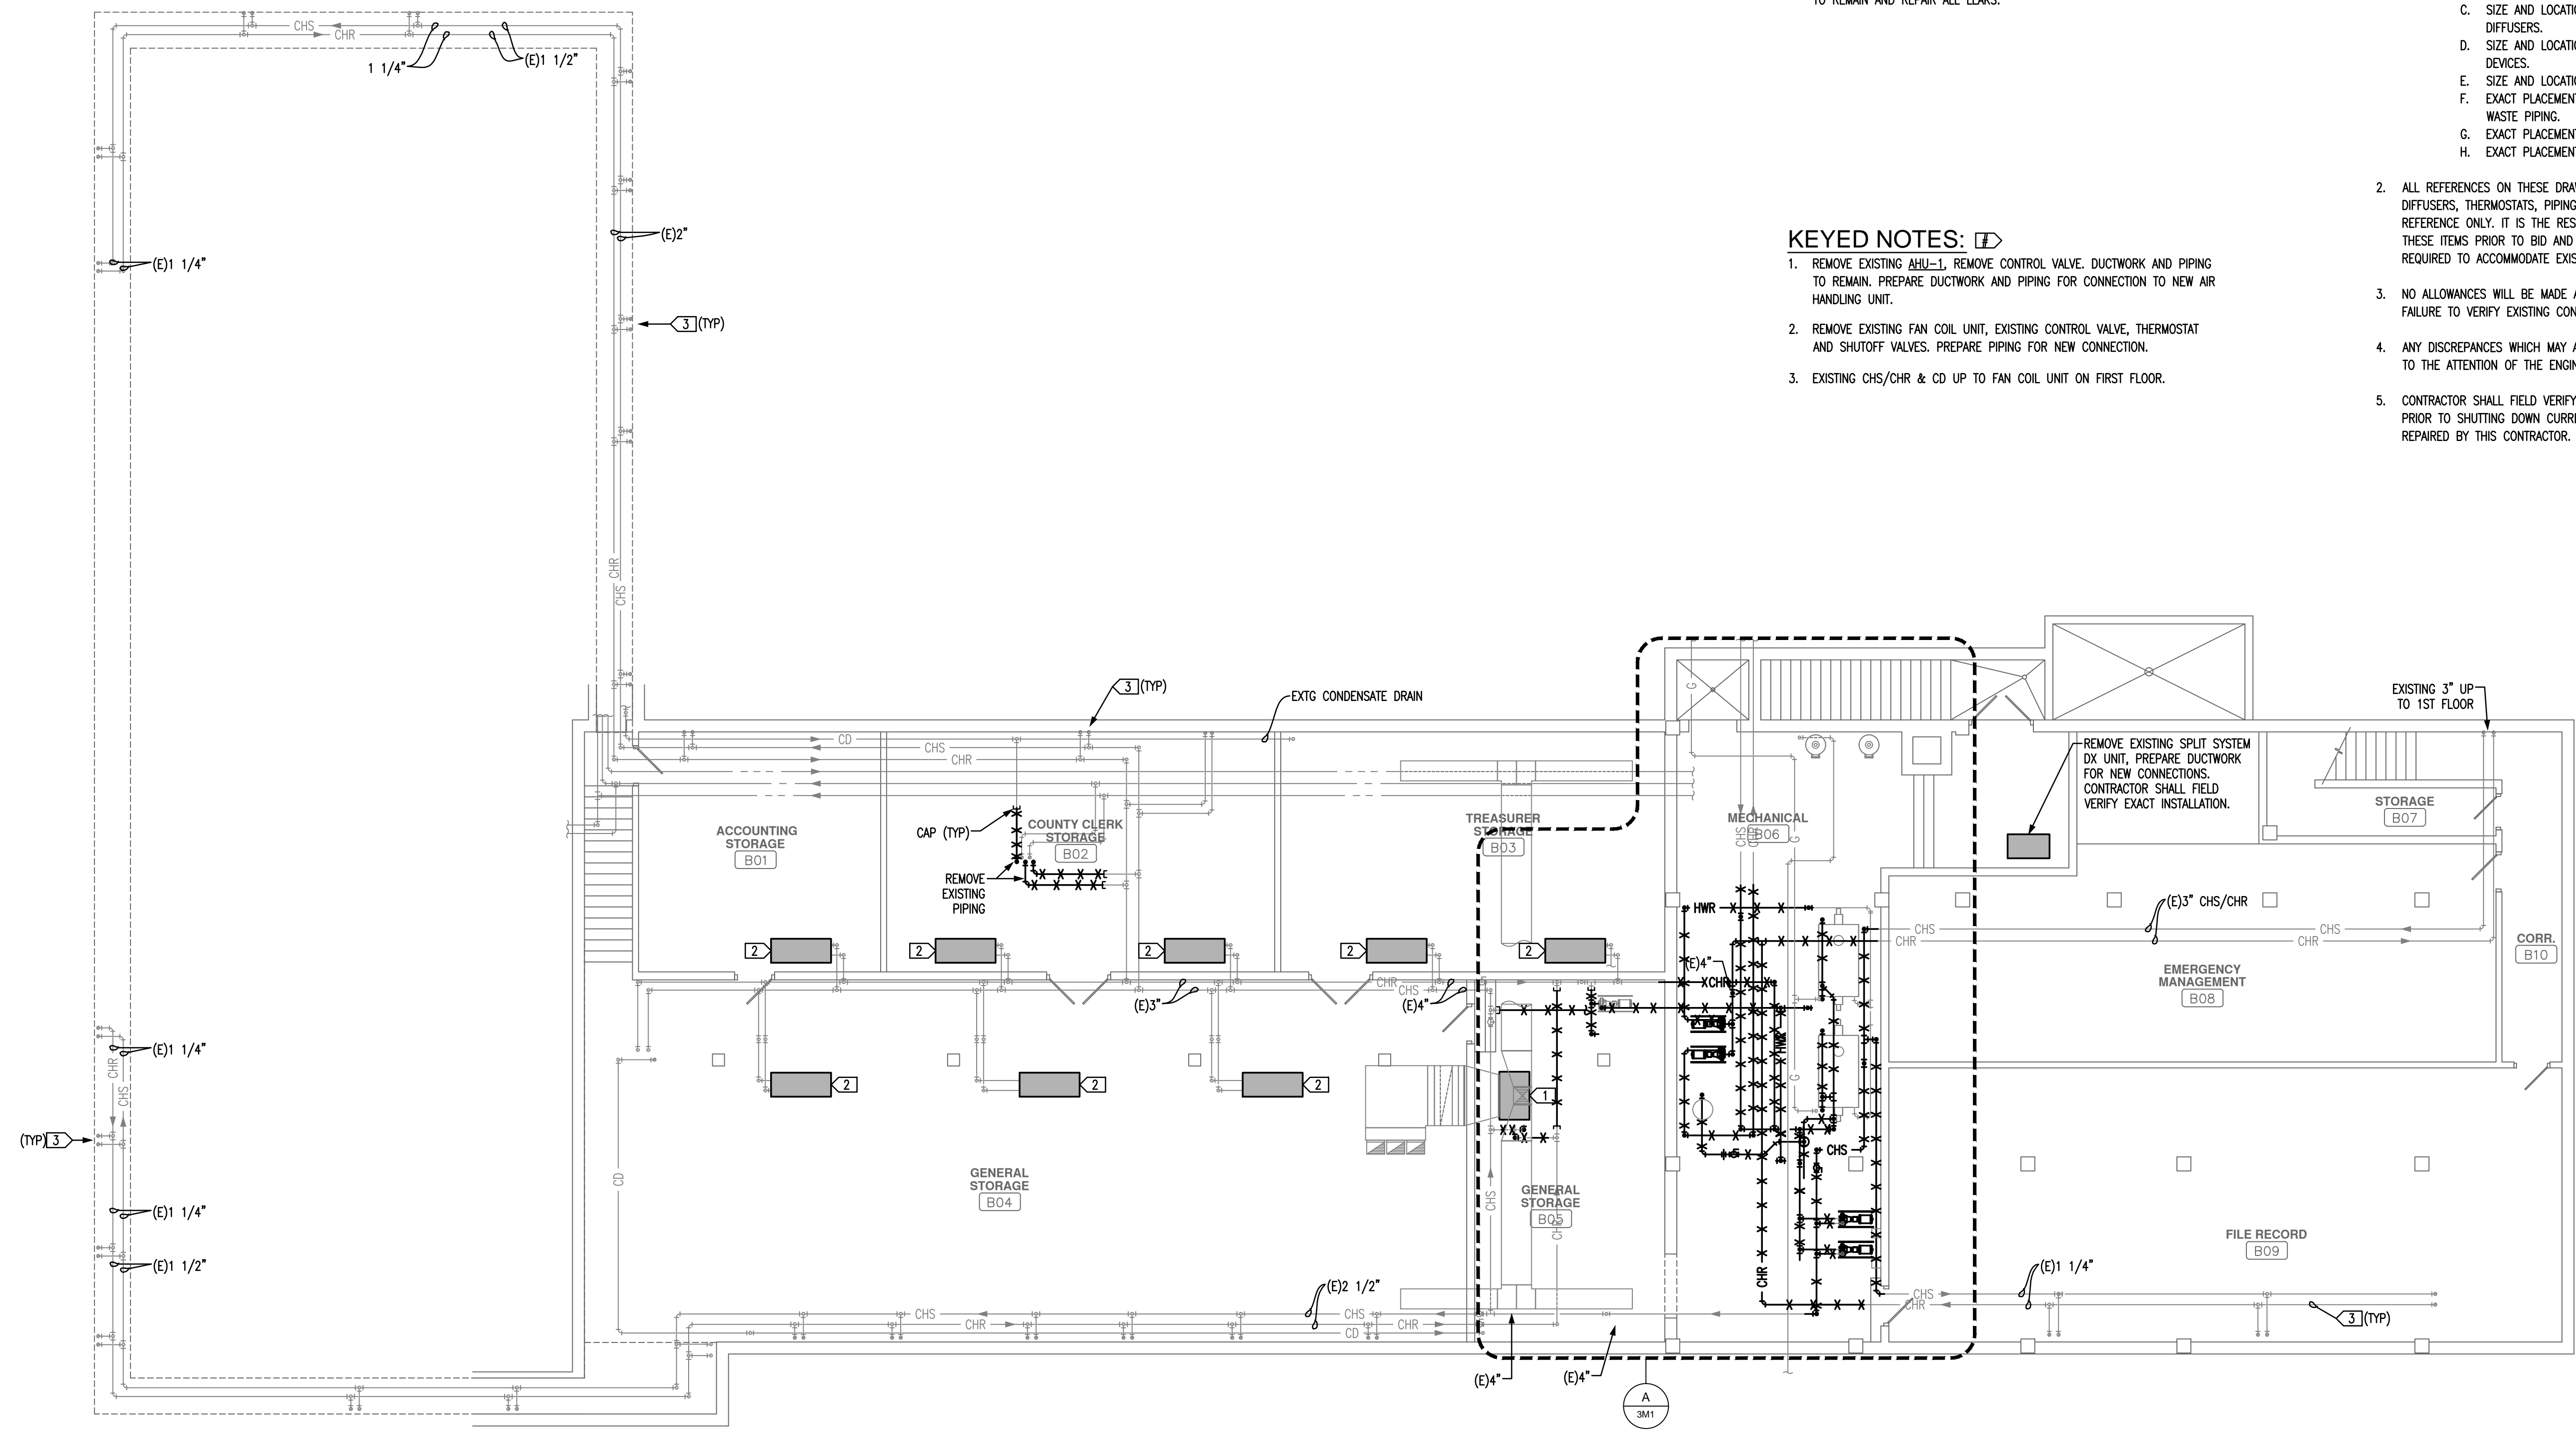 TO REMAIN AND REPAIR ALL LEAKS.
C. SIZE AND
DIFFUSERS.
D. SIZE AND
DEVICES.
E. SIZE AND
F. EXACT
WASTE PIPING.
G. EXACT
H. EXACT
2. ALL REFERENCES ON THESE
DIFFUSERS, THERMOSTATS,
REFERENCE ONLY. IT IS THE
THESE ITEMS PRIOR TO BID AND
REQUIRED TO ACCOMMODATE
3. NO ALLOWANCES WILL BE MADE
FAILURE TO VERIFY EXISTING
4. ANY DISCREPANCES WHICH MAY
TO THE ATTENTION OF THE
5. CONTRACTOR SHALL FIELD VERIFY
PRIOR TO SHUTTING DOWN
REPAIRED BY THIS CONTRACTOR.
KEYED NOTES: #
1. REMOVE EXISTING AHU-1, REMOVE CONTROL VALVE. DUCTWORK AND PIPING
TO REMAIN. PREPARE DUCTWORK AND PIPING FOR CONNECTION TO NEW AIR
HANDLING UNIT.
2. REMOVE EXISTING FAN COIL UNIT, EXISTING CONTROL VALVE, THERMOSTAT
AND SHUTOFF VALVES. PREPARE PIPING FOR NEW CONNECTION.
3. EXISTING CHS/CHR & CD UP TO FAN COIL UNIT ON FIRST FLOOR.
CHS
CHR
1 1/4"
(E)1 1/2"
(E)2"
(E)1 1/4"
3 (TYP)
CHR
CHS
3 (TYP)
EXTG CONDENSATE DRAIN
CD
CHS
CHR
G
EXISTING 3" UP
TO 1ST FLOOR
REMOVE EXISTING SPLIT SYSTEM
DX UNIT, PREPARE DUCTWORK
FOR NEW CONNECTIONS.
CONTRACTOR SHALL FIELD
VERIFY EXACT INSTALLATION.
ACCOUNTING
STORAGE
B01
CAP (TYP)
COUNTY CLERK
STORAGE
B02
REMOVE
EXISTING
PIPING
TREASURER
STORAGE
B03
MECHANICAL
B06
CHS
CHR
G
STORAGE
B07
HWR
(E)3" CHS/CHR
CHS
CHS
CHR
CHR
CORR.
B10
2
2
2
2
2
(E)4"
CHR
EMERGENCY
MANAGEMENT
B08
CHR
CHS
(E)3"
(E)4"
HWR
(E)1 1/4"
CHR
CHS
2
2
2
1
G
(TYP) 3
CHS
CD
GENERAL
STORAGE
B04
CHS
GENERAL
STORAGE
B05
CHR
(E)1 1/4"
FILE RECORD
B09
(E)1 1/2"
CHR
(E)2 1/2"
(E)1 1/4"
CHS
CHS
CHS
CHR
CHR
CHR
CD
CD
3 (TYP)
(E)4"
(E)4"
A
3M1